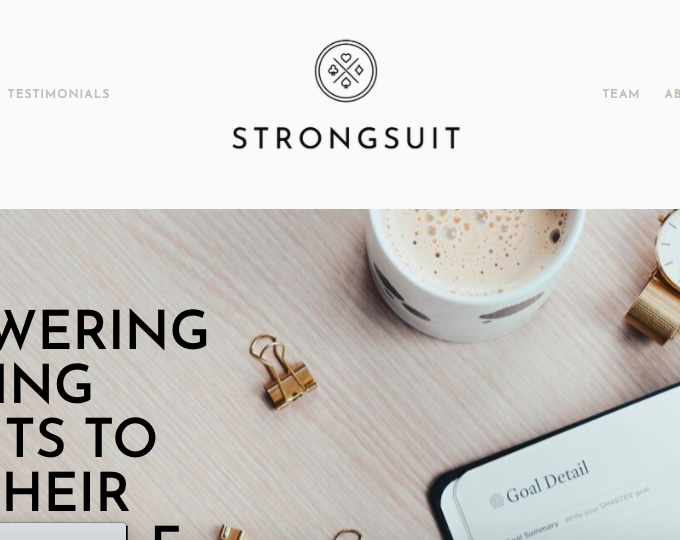 TESTIMONIALS
TEAM
AB
STRONGSUIT
WERING
ING
TS TO
HEIR
Goal Detail
Goal Summary Write your SMARTER goal